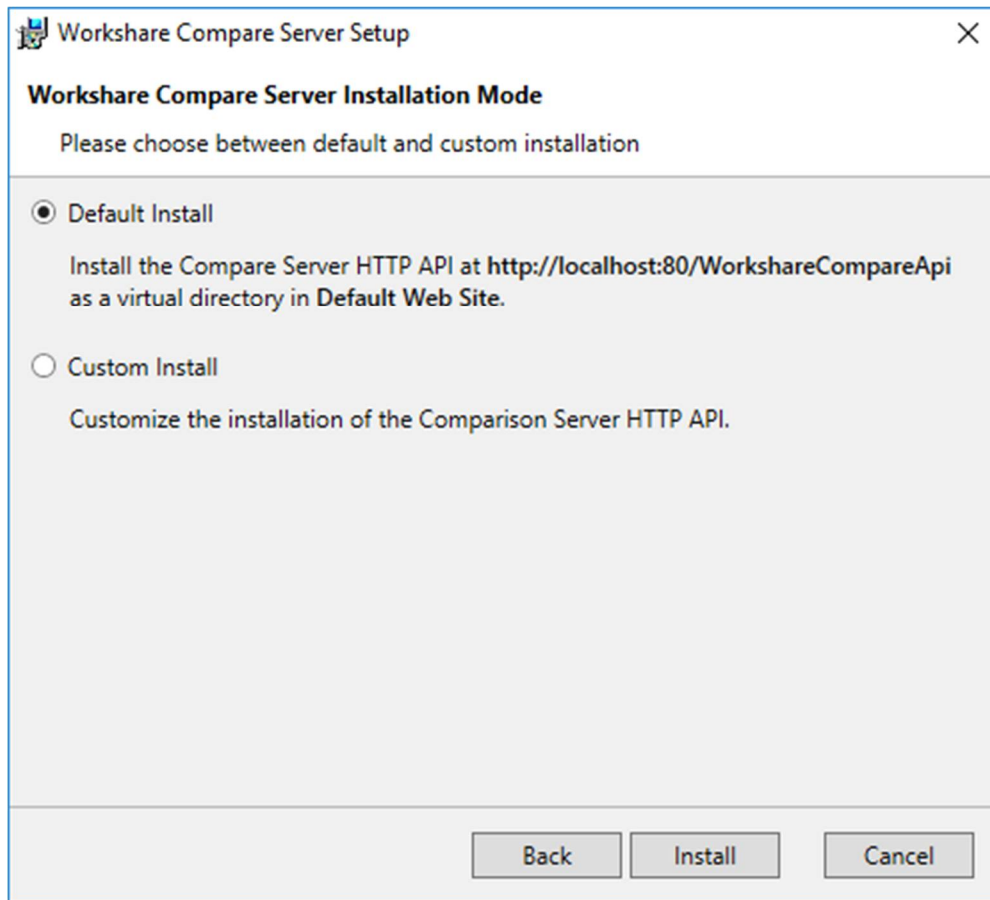 Workshare Compare Server Setup
Workshare Compare Server Installation Mode
Please choose between default and custom installation
Default Install
Install the Compare Server HTTP API at http://localhost:80/WorkshareCompareApi
as a virtual directory in Default Web Site.
Custom Install
Customize the installation of the Comparison Server HTTP API.
Back Install Cancel